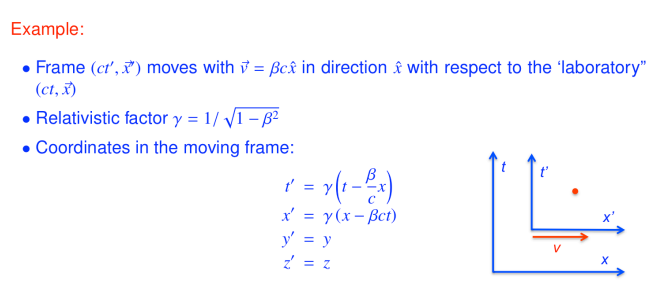 Example:
• Frame (ct′, x⃗′) moves with v⃗ = βcx̂ in direction x̂ with respect to the ‘laboratory”
(ct, x⃗)
• Relativistic factor γ = 1/ √(1 − β²)
• Coordinates in the moving frame:
t′ = γ(t − β/c x)
x′ = γ(x − βct)
y′ = y
z′ = z
t
t’
x’
v
x